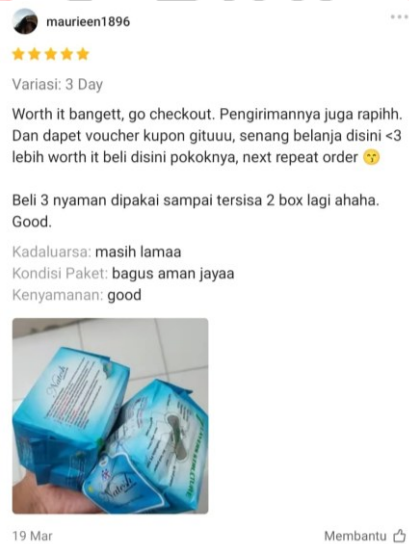 maurieen1896
Variasi: 3 Day
Worth it bangett, go checkout. Pengirimannya juga rapihh.
Dan dapet voucher kupon gituuu, senang belanja disini <3
lebih worth it beli disini pokoknya, next repeat order 😙
Beli 3 nyaman dipakai sampai tersisa 2 box lagi ahaha.
Good.
Kadaluarsa: masih lamaa
Kondisi Paket: bagus aman jayaa
Kenyamanan: good
Natesh
Natesh
19 Mar
Membantu